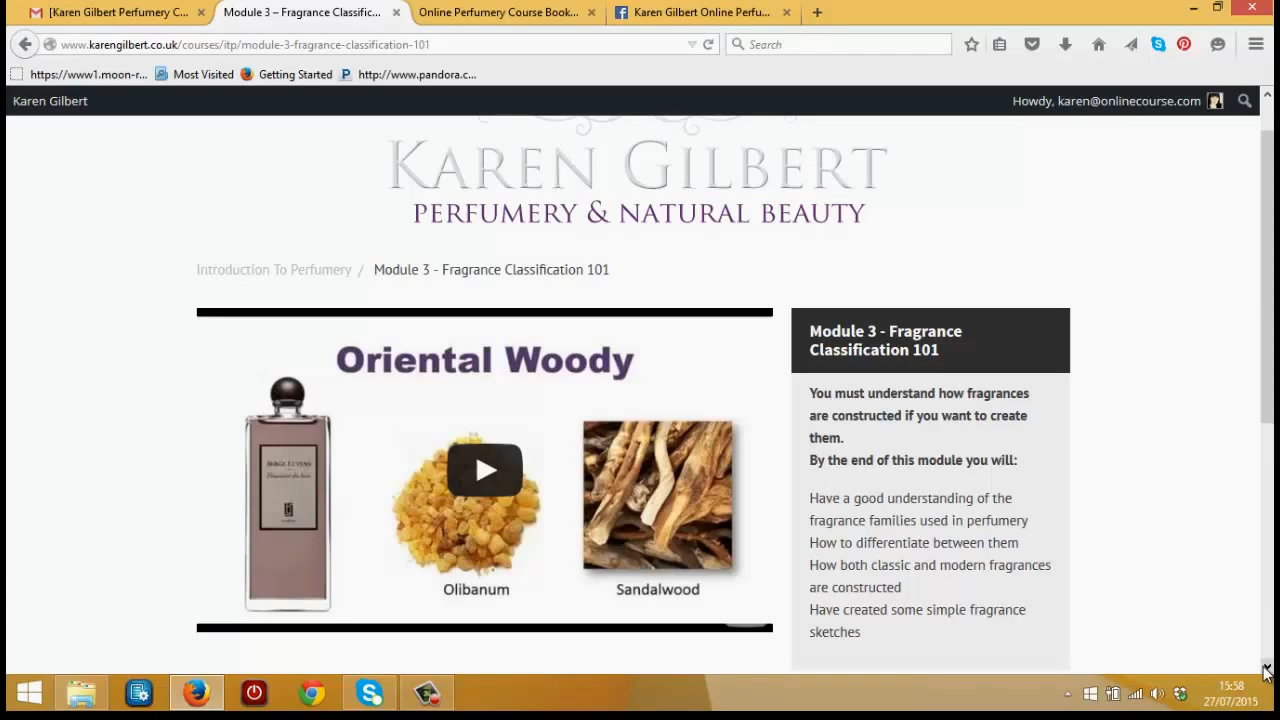 [Karen Gilbert Perfumery C...
Module 3 – Fragrance Classific...
Online Perfumery Course Book...
Karen Gilbert Online Perfu...
www.karengilbert.co.uk/courses/itp/module-3-fragrance-classification-101
Search
https://www1.moon-r...
Most Visited
Getting Started
http://www.pandora.c...
Karen Gilbert
Howdy, karen@onlinecourse.com
KAREN GILBERT
PERFUMERY & NATURAL BEAUTY
Introduction To Perfumery / Module 3 - Fragrance Classification 101
Oriental Woody
SERGE LUTENS
Olibanum
Sandalwood
Module 3 - Fragrance
Classification 101
You must understand how fragrances
are constructed if you want to create
them.
By the end of this module you will:
Have a good understanding of the
fragrance families used in perfumery
How to differentiate between them
How both classic and modern fragrances
are constructed
Have created some simple fragrance
sketches
15:58
27/07/2015